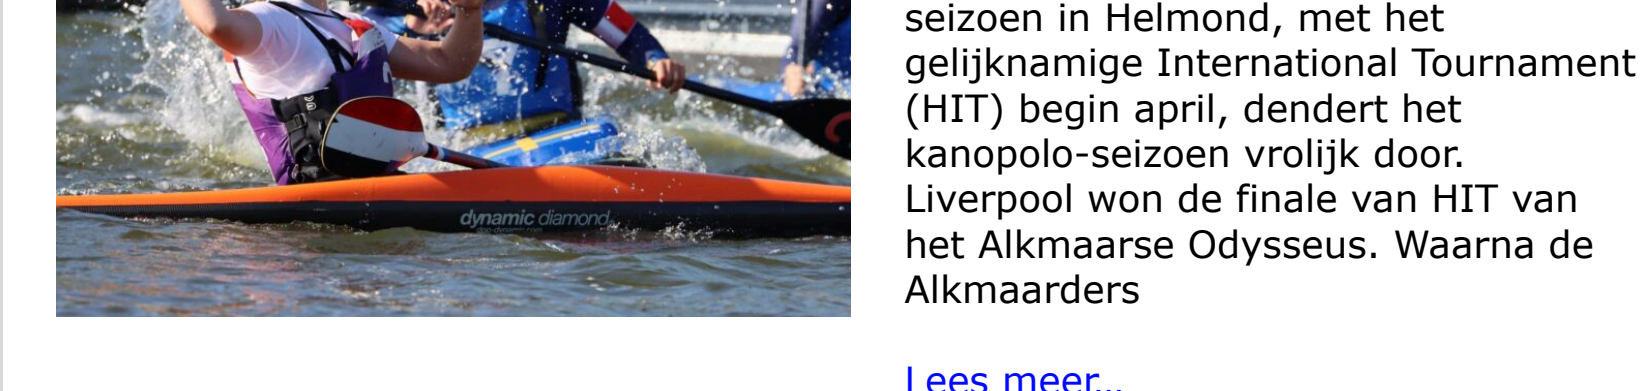 seizoen in Helmond, met het
gelijknamige International Tournament
(HIT) begin april, dendert het
kanopolo-seizoen vrolijk door.
Liverpool won de finale van HIT van
het Alkmaarse Odysseus. Waarna de
Alkmaarders
Lees meer...
dynamic diamond